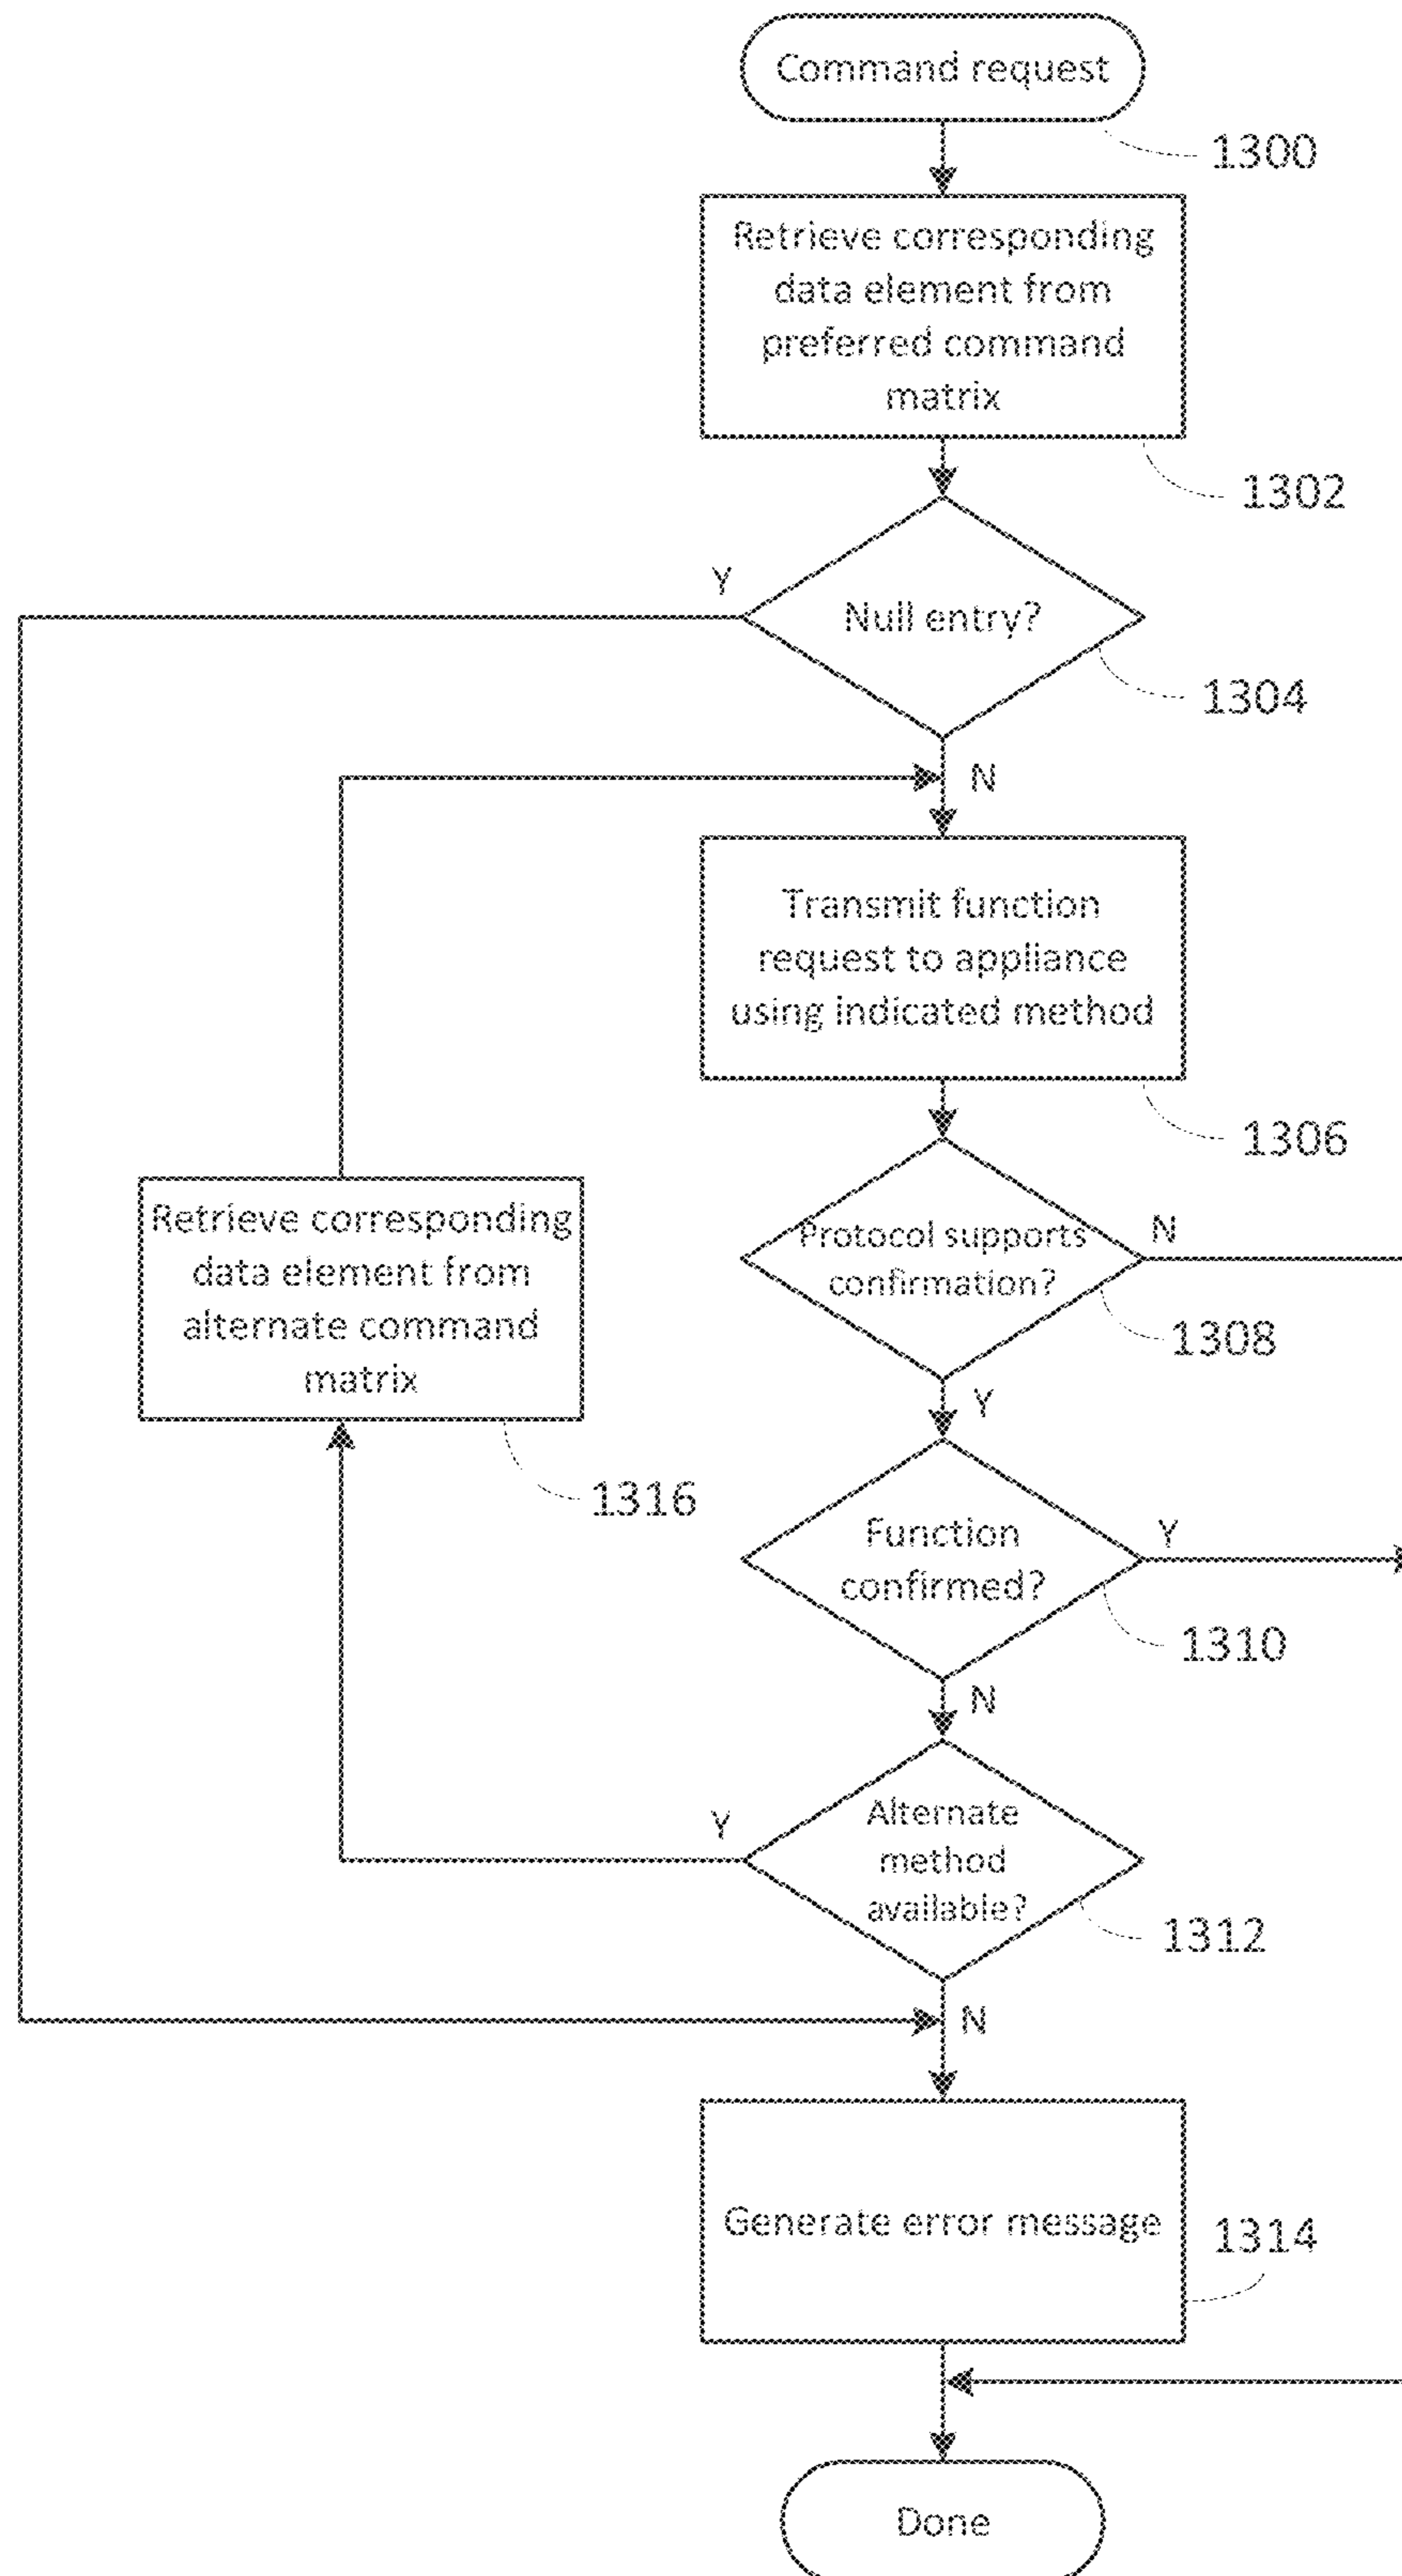 Command request
1300
Retrieve corresponding
data element from
preferred command
matrix
1302
Y
Null entry?
1304
N
Transmit function
request to appliance
using indicated method
1306
Retrieve corresponding
data element from
alternate command
matrix
1316
Protocol supports
confirmation?
N
1308
Y
Function
confirmed?
Y
1310
N
Y
Alternate
method
available?
1312
N
Generate error message
1314
Done